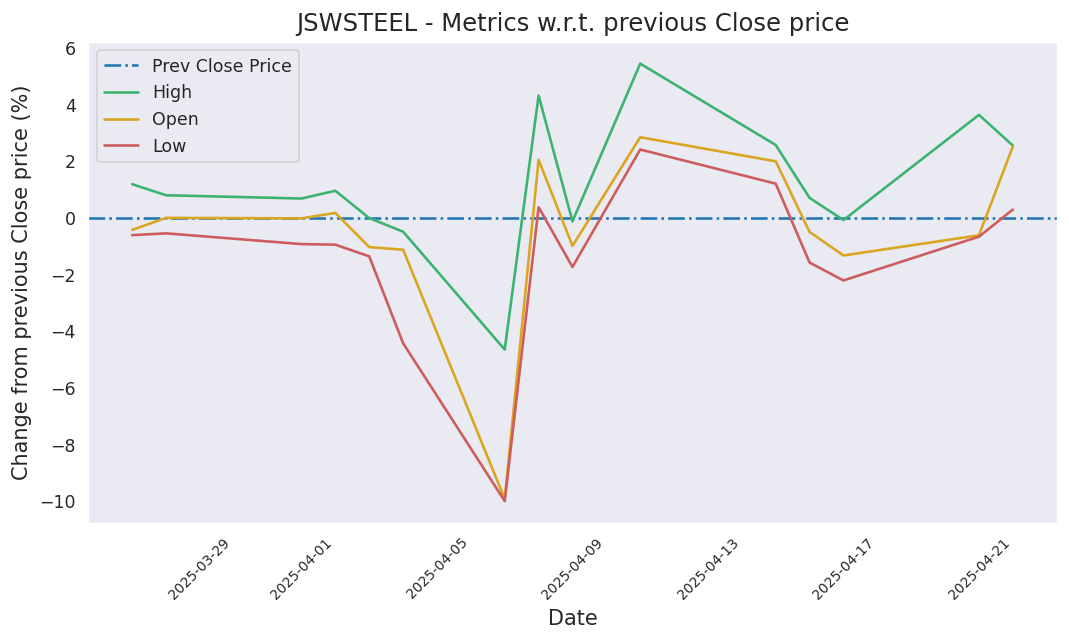 JSWSTEEL - Metrics w.r.t. previous Close price
Change from previous Close price (%)
6
4
2
0
−2
−4
−6
−8
−10
Prev Close Price
High
Open
Low
2025-03-29
2025-04-01
2025-04-05
2025-04-09
2025-04-13
2025-04-17
2025-04-21
Date